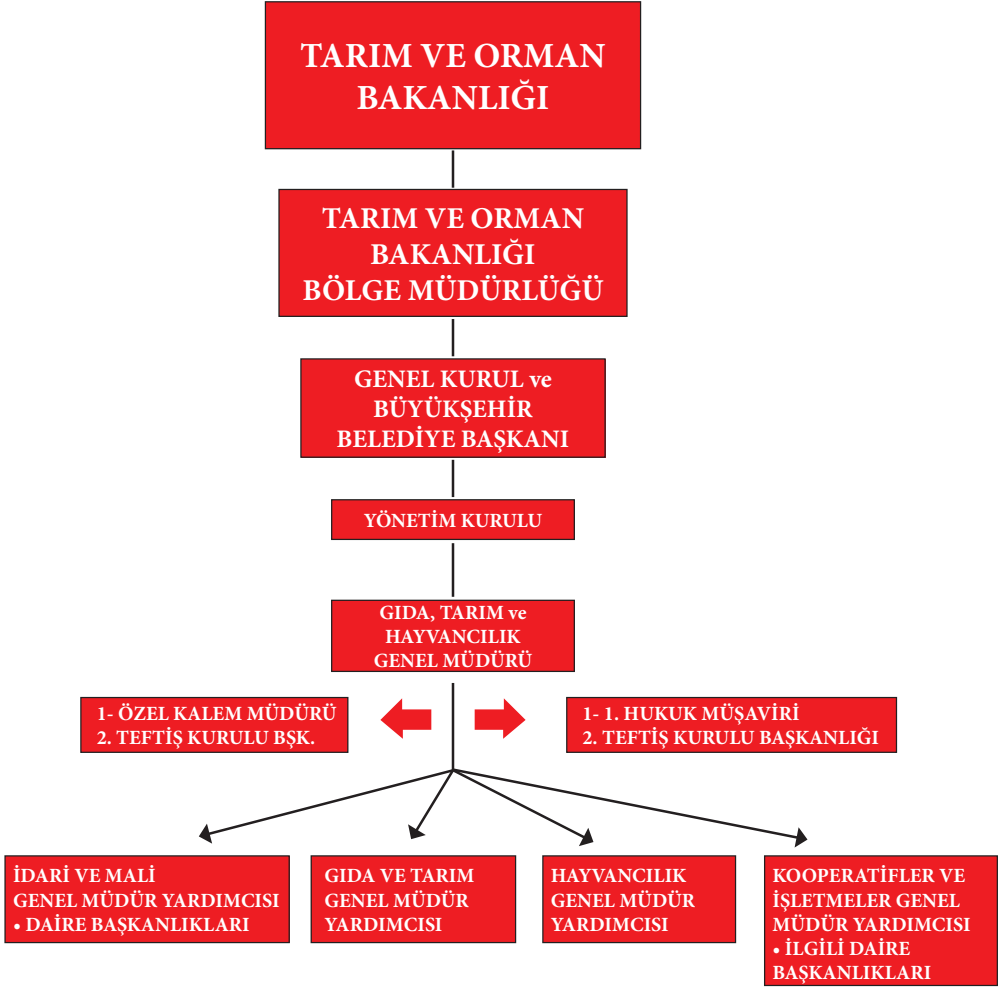 TARIM VE ORMAN
BAKANLIĞI
TARIM VE ORMAN
BAKANLIĞI
BÖLGE MÜDÜRLÜĞÜ
GENEL KURUL ve
BÜYÜKŞEHİR
BELEDİYE BAŞKANI
YÖNETİM KURULU
GIDA, TARIM ve
HAYVANCILIK
GENEL MÜDÜRÜ
1- ÖZEL KALEM MÜDÜRÜ
2. TEFTİŞ KURULU BŞK.
1- 1. HUKUK MÜŞAVİRİ
2. TEFTİŞ KURULU BAŞKANLIĞI
İDARİ VE MALİ
GENEL MÜDÜR YARDIMCISI
• DAİRE BAŞKANLIKLARI
GIDA VE TARIM
GENEL MÜDÜR
YARDIMCISI
HAYVANCILIK
GENEL MÜDÜR
YARDIMCISI
KOOPERATİFLER VE
İŞLETMELER GENEL
MÜDÜR YARDIMCISI
• İLGİLİ DAİRE
BAŞKANLIKLARI